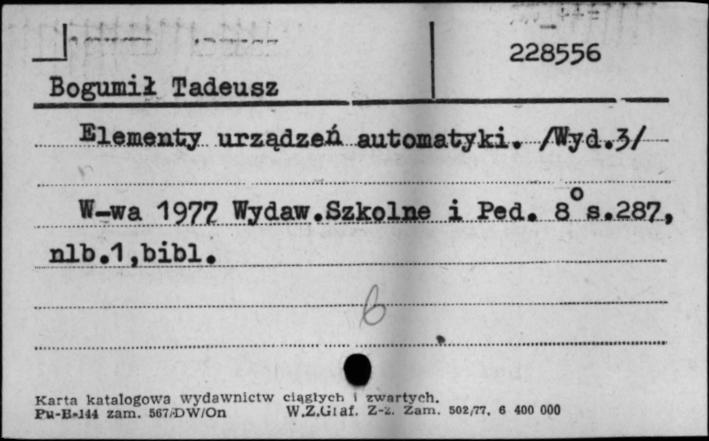 228556
Bogumił Tadeusz
Elementy urządzeń automatyki. /Wyd.3/
W-wa 1977 Wydaw.Szkolne i Ped. 8° s.287,
nlb.1,bibl.
6
Karta katalogowa wydawnictw ciągłych i zwartych.
Pu-B-144 zam. 567/DW/On W.Z.Graf. Z-z. Zam. 502/77, 6 400 000